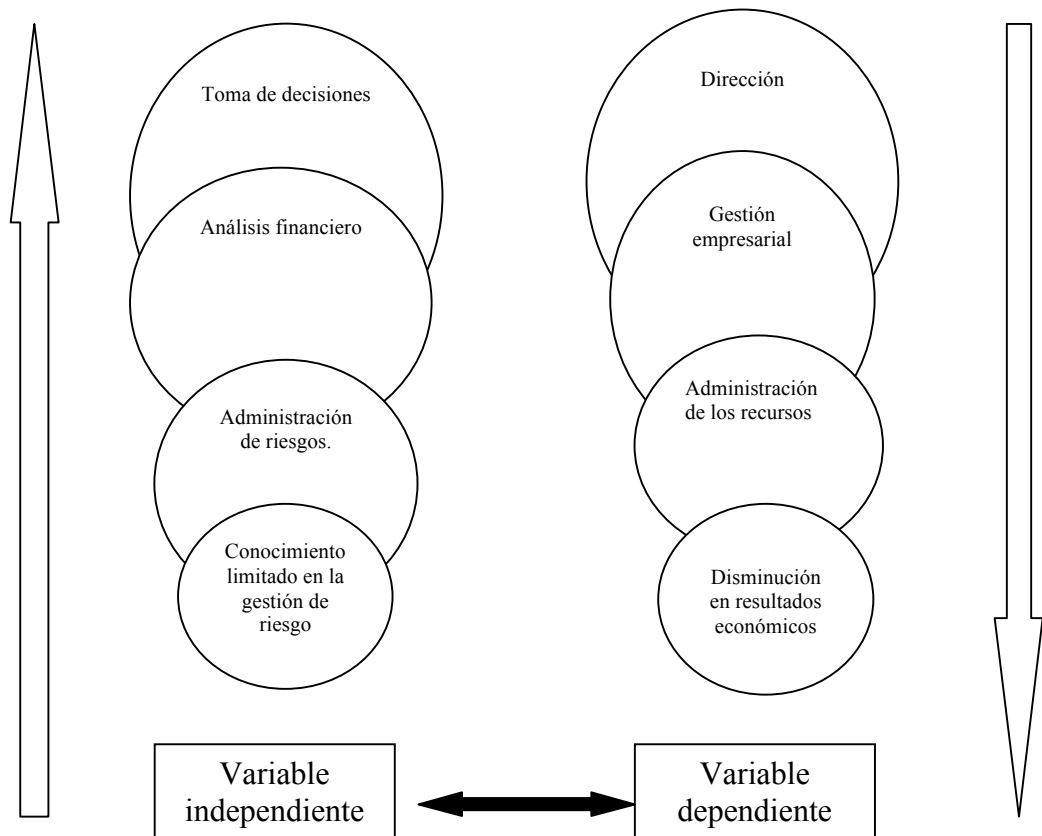 Toma de decisiones
Análisis financiero
Administración
de riesgos.
Conocimiento
limitado en la
gestión de
riesgo
Variable
independiente
Dirección
Gestión
empresarial
Administración
de los recursos
Disminución
en resultados
económicos
Variable
dependiente